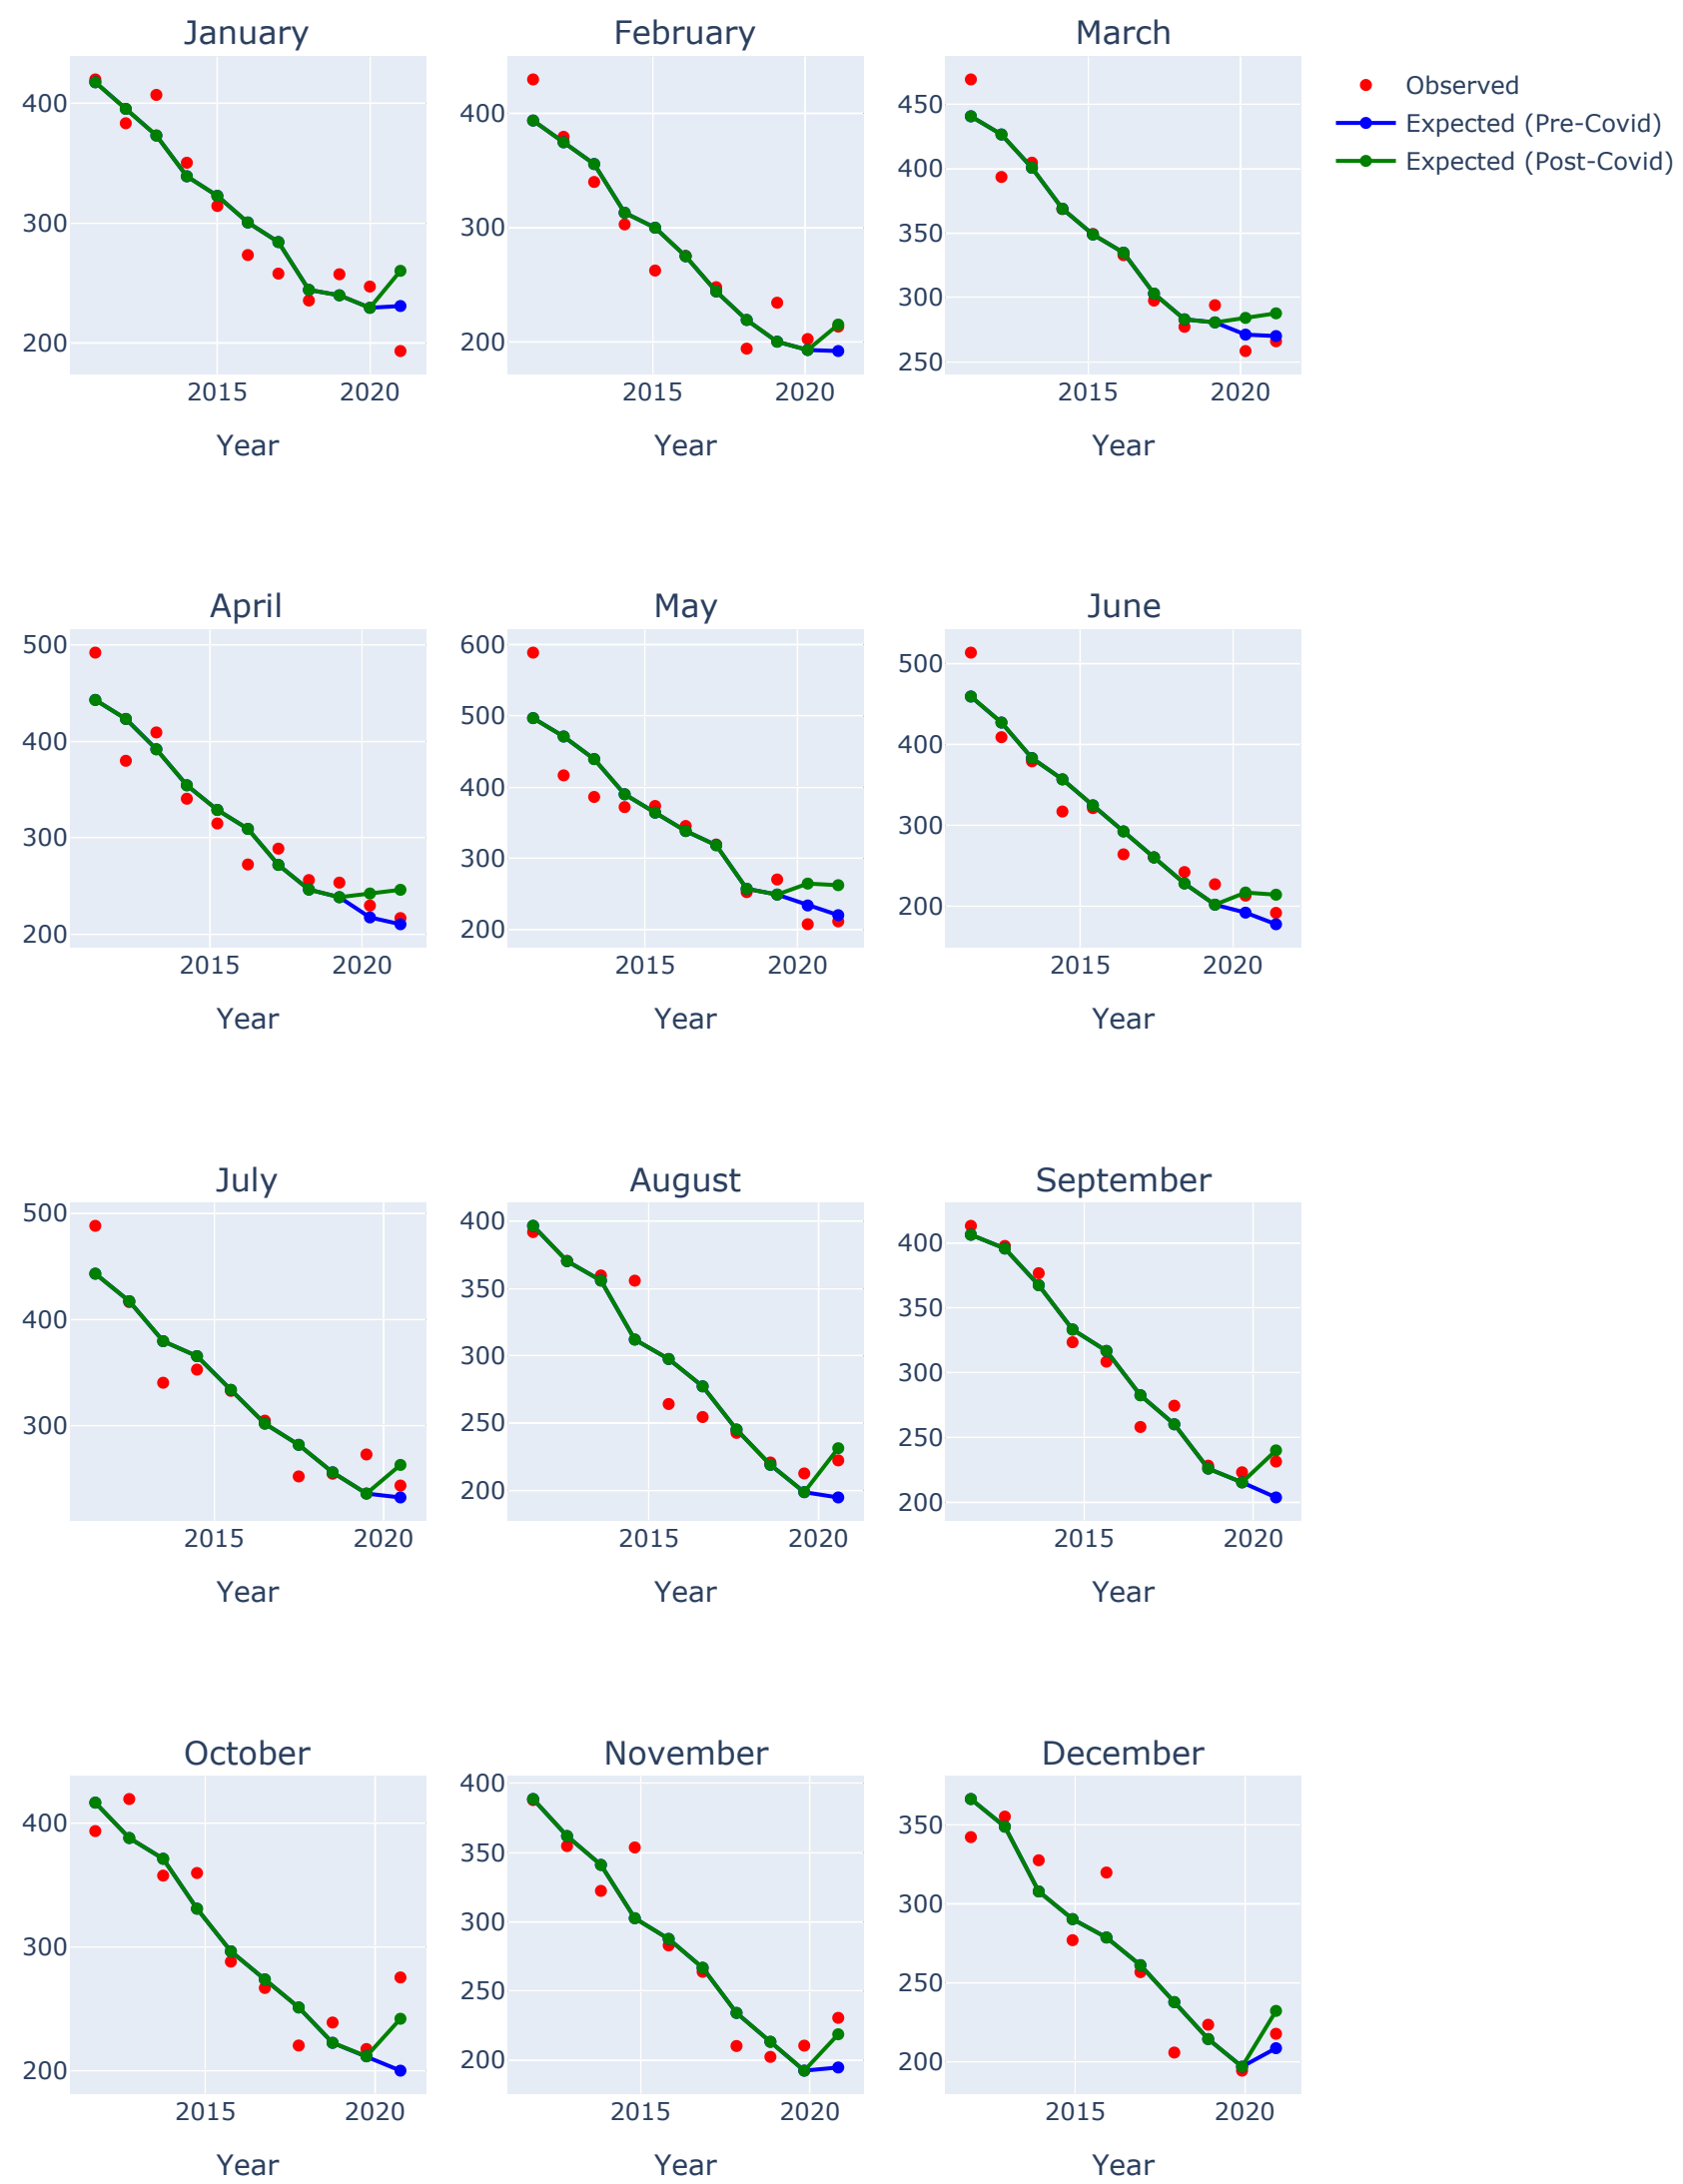 January
February
March
Observed
Expected (Pre-Covid)
Expected (Post-Covid)
400
300
200
2015
2020
Year
400
300
200
2015
2020
Year
450
400
350
300
250
2015
2020
Year
April
May
June
500
400
300
200
2015
2020
Year
600
500
400
300
200
2015
2020
Year
500
400
300
200
2015
2020
Year
July
August
September
500
400
300
2015
2020
Year
400
350
300
250
200
2015
2020
Year
400
350
300
250
200
2015
2020
Year
October
November
December
400
300
200
2015
2020
Year
400
350
300
250
200
2015
2020
Year
350
300
250
200
2015
2020
Year